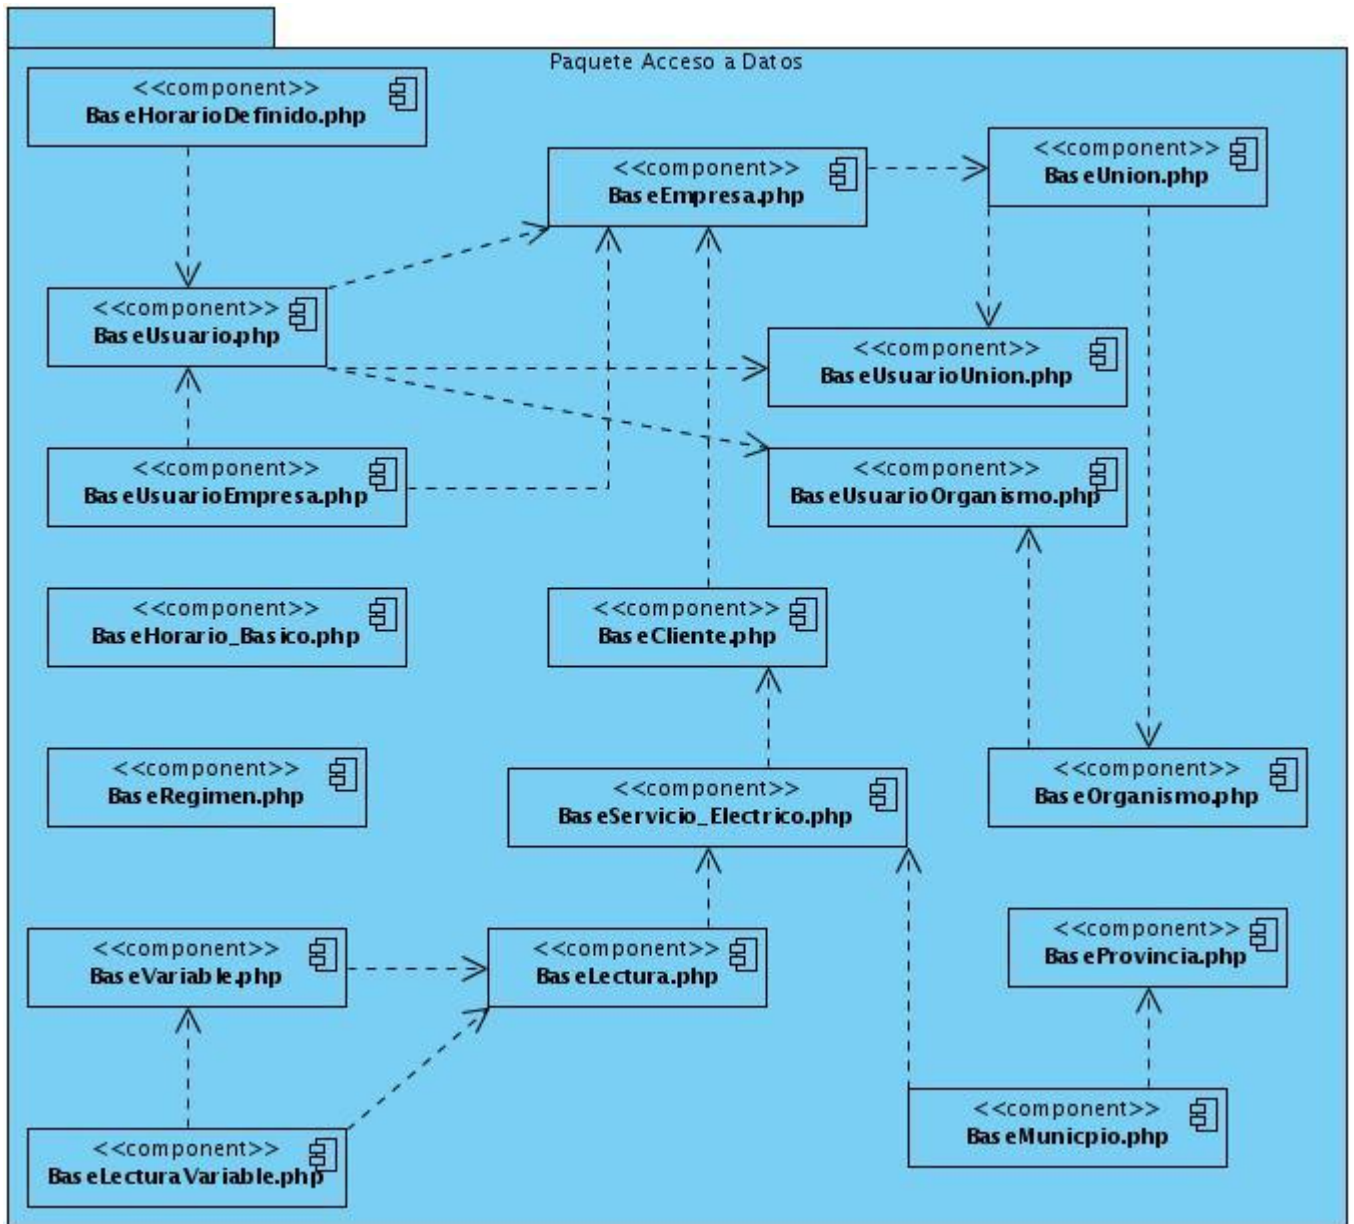 Paquete Acceso a Datos
<<component>>
BaseHorarioDefinido.php
<<component>>
BaseEmpresa.php
<<component>>
BaseUnion.php
<<component>>
BaseUsuario.php
<<component>>
BaseUsuarioUnion.php
<<component>>
BaseUsuarioEmpresa.php
<<component>>
BaseUsuarioOrganismo.php
<<component>>
BaseHorario_Basico.php
<<component>>
BaseCliente.php
<<component>>
BaseRegimen.php
<<component>>
BaseServicio_Electrico.php
<<component>>
BaseOrganismo.php
<<component>>
BaseVariable.php
<<component>>
BaseLectura.php
<<component>>
BaseProvincia.php
<<component>>
BaseMunicpio.php
<<component>>
BaseLecturaVariable.php